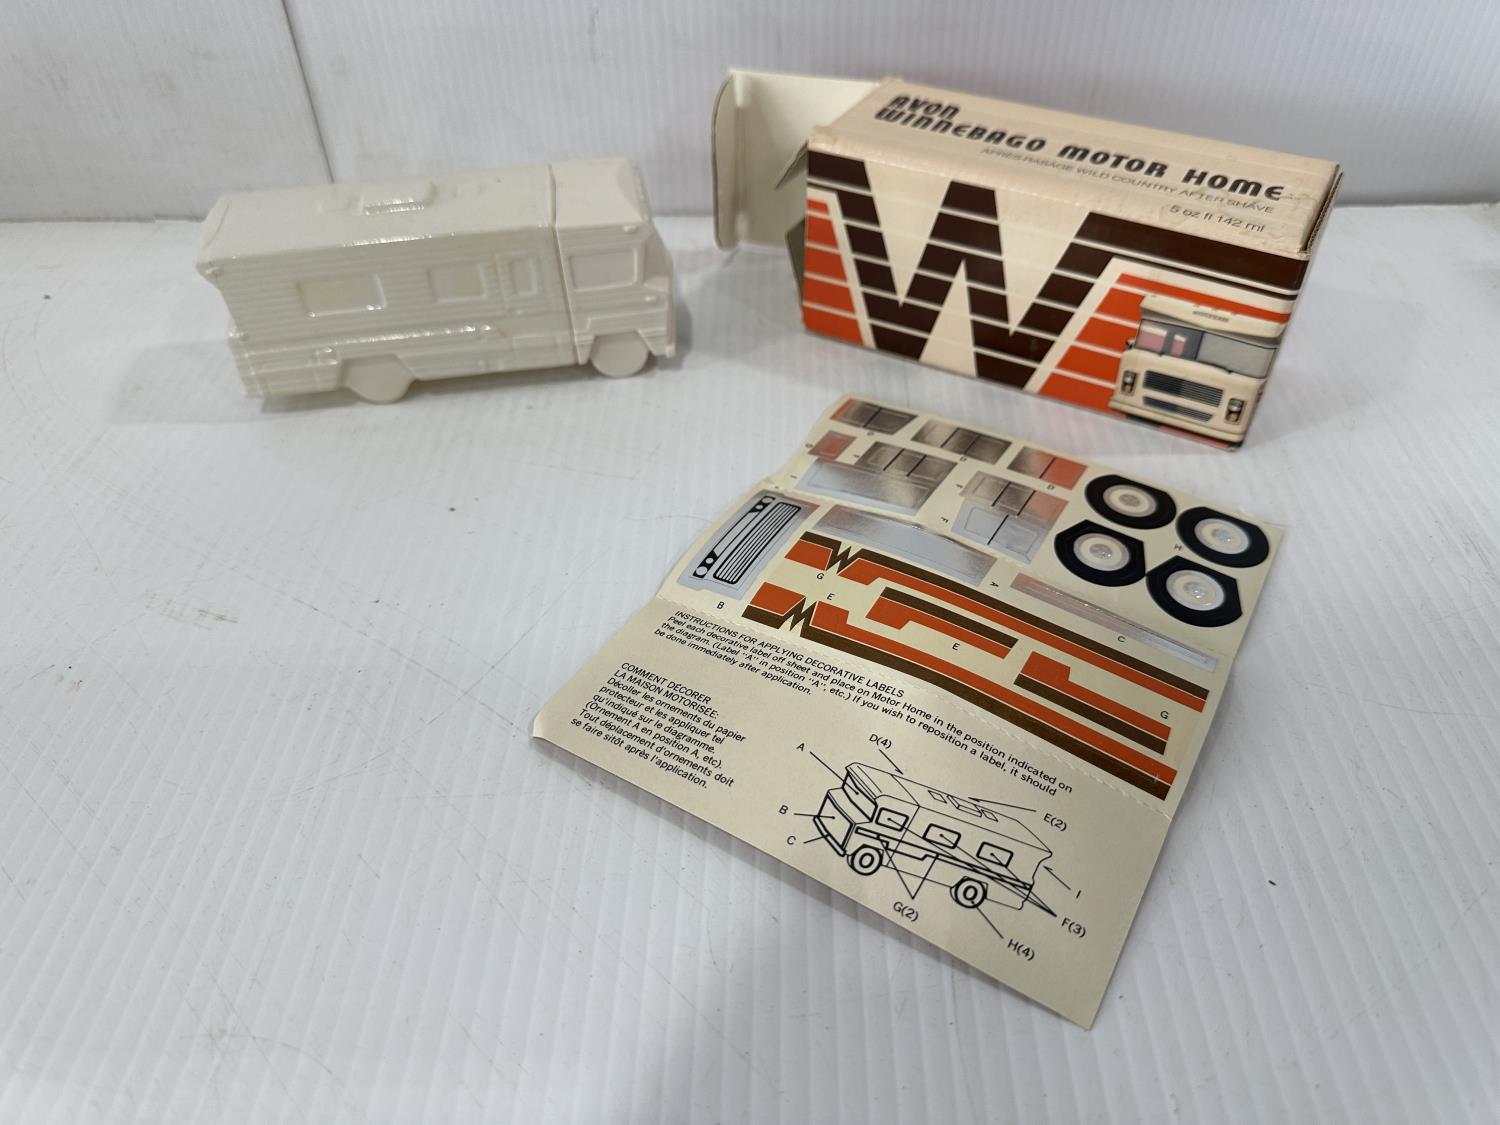 AVON
WINNEBAGO MOTOR HOME
APRÈS-RASAGE WILD COUNTRY AFTER SHAVE
5 oz fl 142 ml
W
D
D
D
D
F
F
F
I
H
A
C
B
G
E
E
G
INSTRUCTIONS FOR APPLYING DECORATIVE LABELS
Peel each decorative label off sheet and place on Motor Home in the position indicated on
the diagram. (Label "A" in position "A", etc.) If you wish to reposition a label, it should
be done immediately after application.
COMMENT DÉCORER
LA MAISON MOTORISÉE:
Décoller les ornements du papier
protecteur et les appliquer tel
qu'indiqué sur le diagramme.
(Ornement A en position A, etc).
Tout déplacement d'ornements doit
se faire sitôt après l'application.
A
D(4)
B
C
E(2)
I
F(3)
G(2)
H(4)